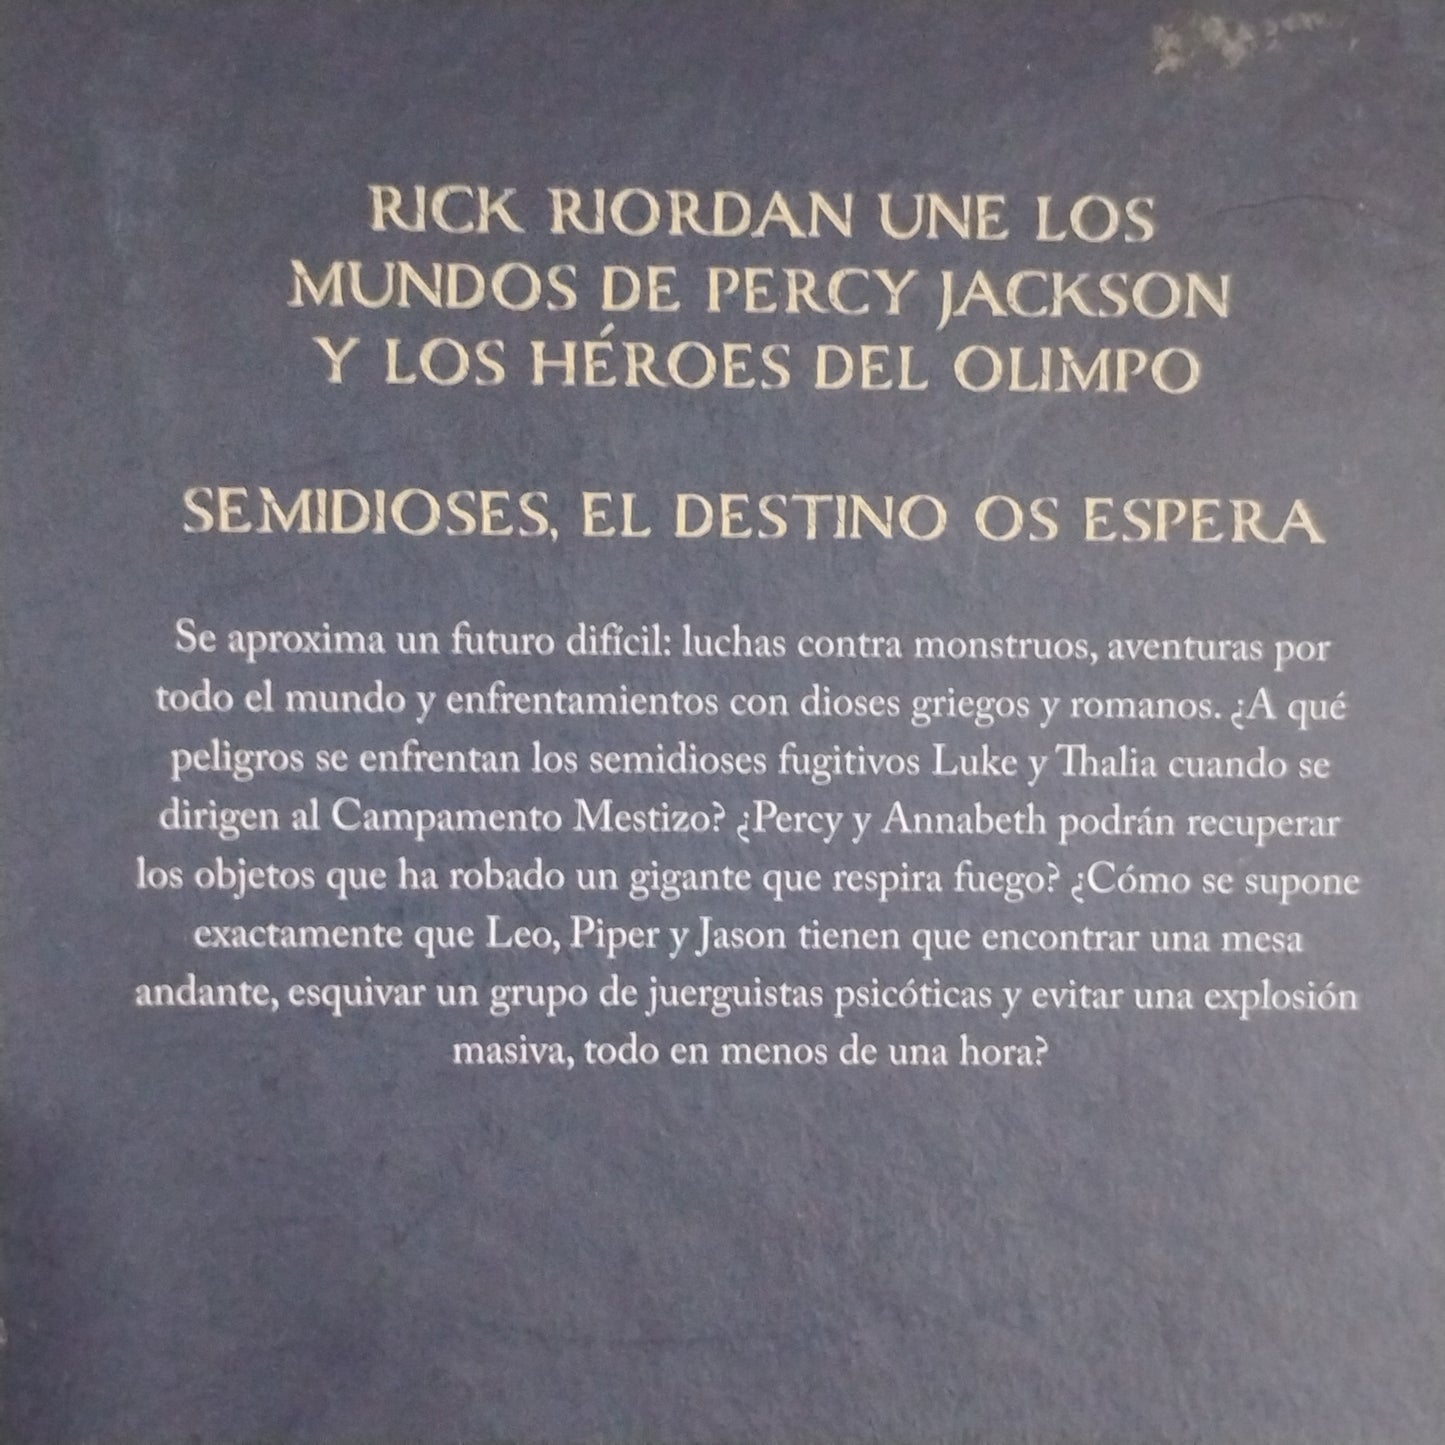 RICK RIORDAN UNE LOS
MUNDOS DE PERCY JACKSON
Y LOS HÉROES DEL OLIMPO
SEMIDIOSES, EL DESTINO OS ESPERA
Se aproxima un futuro difícil: luchas contra monstruos, aventuras por
todo el mundo y enfrentamientos con dioses griegos y romanos. ¿A qué
peligros se enfrentan los semidioses fugitivos Luke y Thalia cuando se
dirigen al Campamento Mestizo? ¿Percy y Annabeth podrán recuperar
los objetos que ha robado un gigante que respira fuego? ¿Cómo se supone
exactamente que Leo, Piper y Jason tienen que encontrar una mesa
andante, esquivar un grupo de juerguistas psicóticas y evitar una explosión
masiva, todo en menos de una hora?